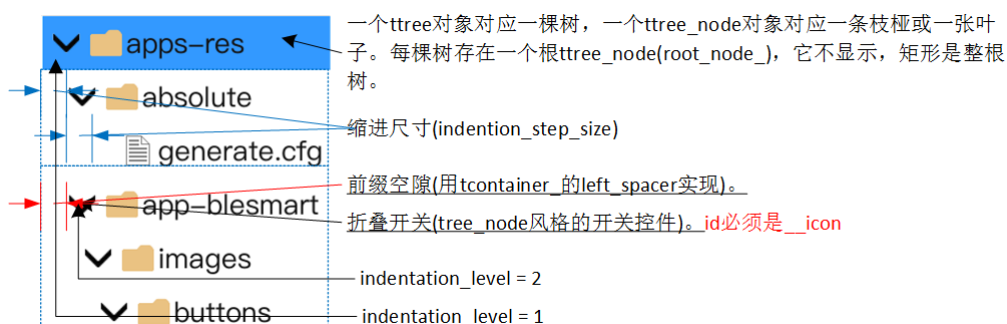 apps-res
absolute
generate.cfg
app-blesmart
images
buttons
一个ttree对象对应一棵树，一个ttree_node对象对应一条枝桠或一张叶
子。每棵树存在一个根ttree_node(root_node_)，它不显示，矩形是整根
树。
缩进尺寸(indention_step_size)
前缀空隙(用tcontainer_的left_spacer实现)。
折叠开关(tree_node风格的开关控件)。id必须是__icon
indentation_level = 2
indentation_level = 1